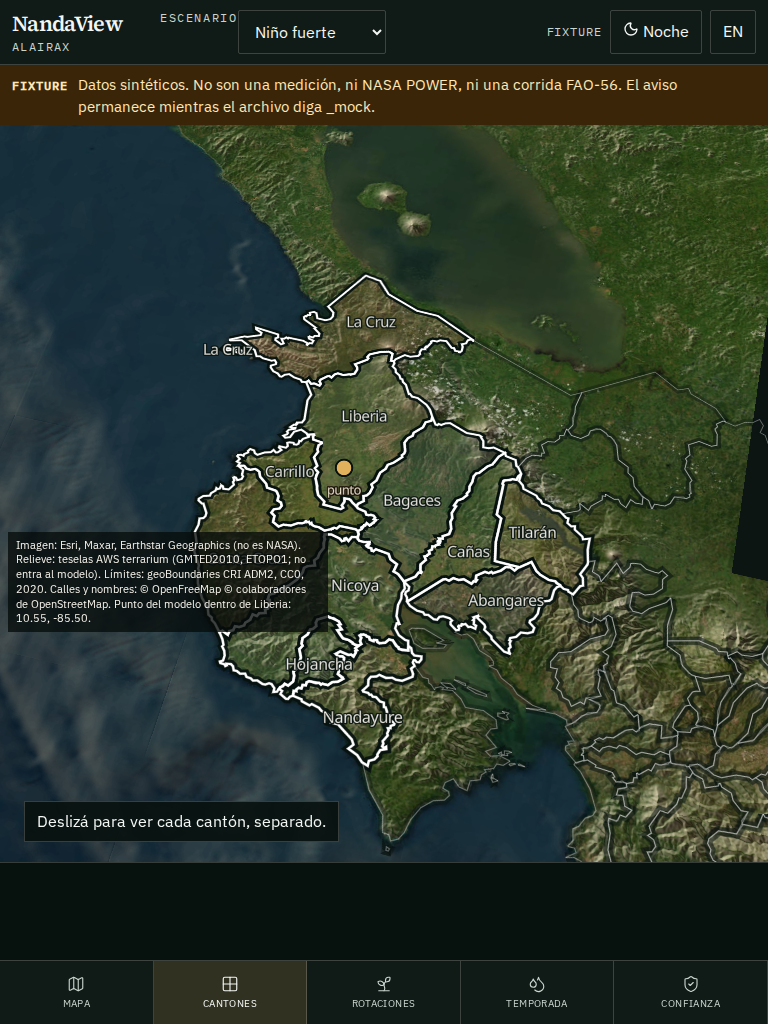 NandaView
ALAIRAX
ESCENARIO
Niño fuerte
FIXTURE
Noche
EN
FIXTURE
Datos sintéticos. No son una medición, ni NASA POWER, ni una corrida FAO-56. El aviso
permanece mientras el archivo diga _mock.
La Cruz
La Cruz
Liberia
Carrillo
punto
Bagaces
Tilarán
Cañas
Imagen: Esri, Maxar, Earthstar Geographics (no es NASA).
Relieve: teselas AWS terrarium (GMTED2010, ETOPO1; no
entra al modelo). Límites: geoBoundaries CRI ADM2, CC0,
2020. Calles y nombres: © OpenFreeMap © colaboradores
de OpenStreetMap. Punto del modelo dentro de Liberia:
10.55, -85.50.
Nicoya
Abangares
Hojancha
Nandayure
Deslizá para ver cada cantón, separado.
MAPA
CANTONES
ROTACIONES
TEMPORADA
CONFIANZA